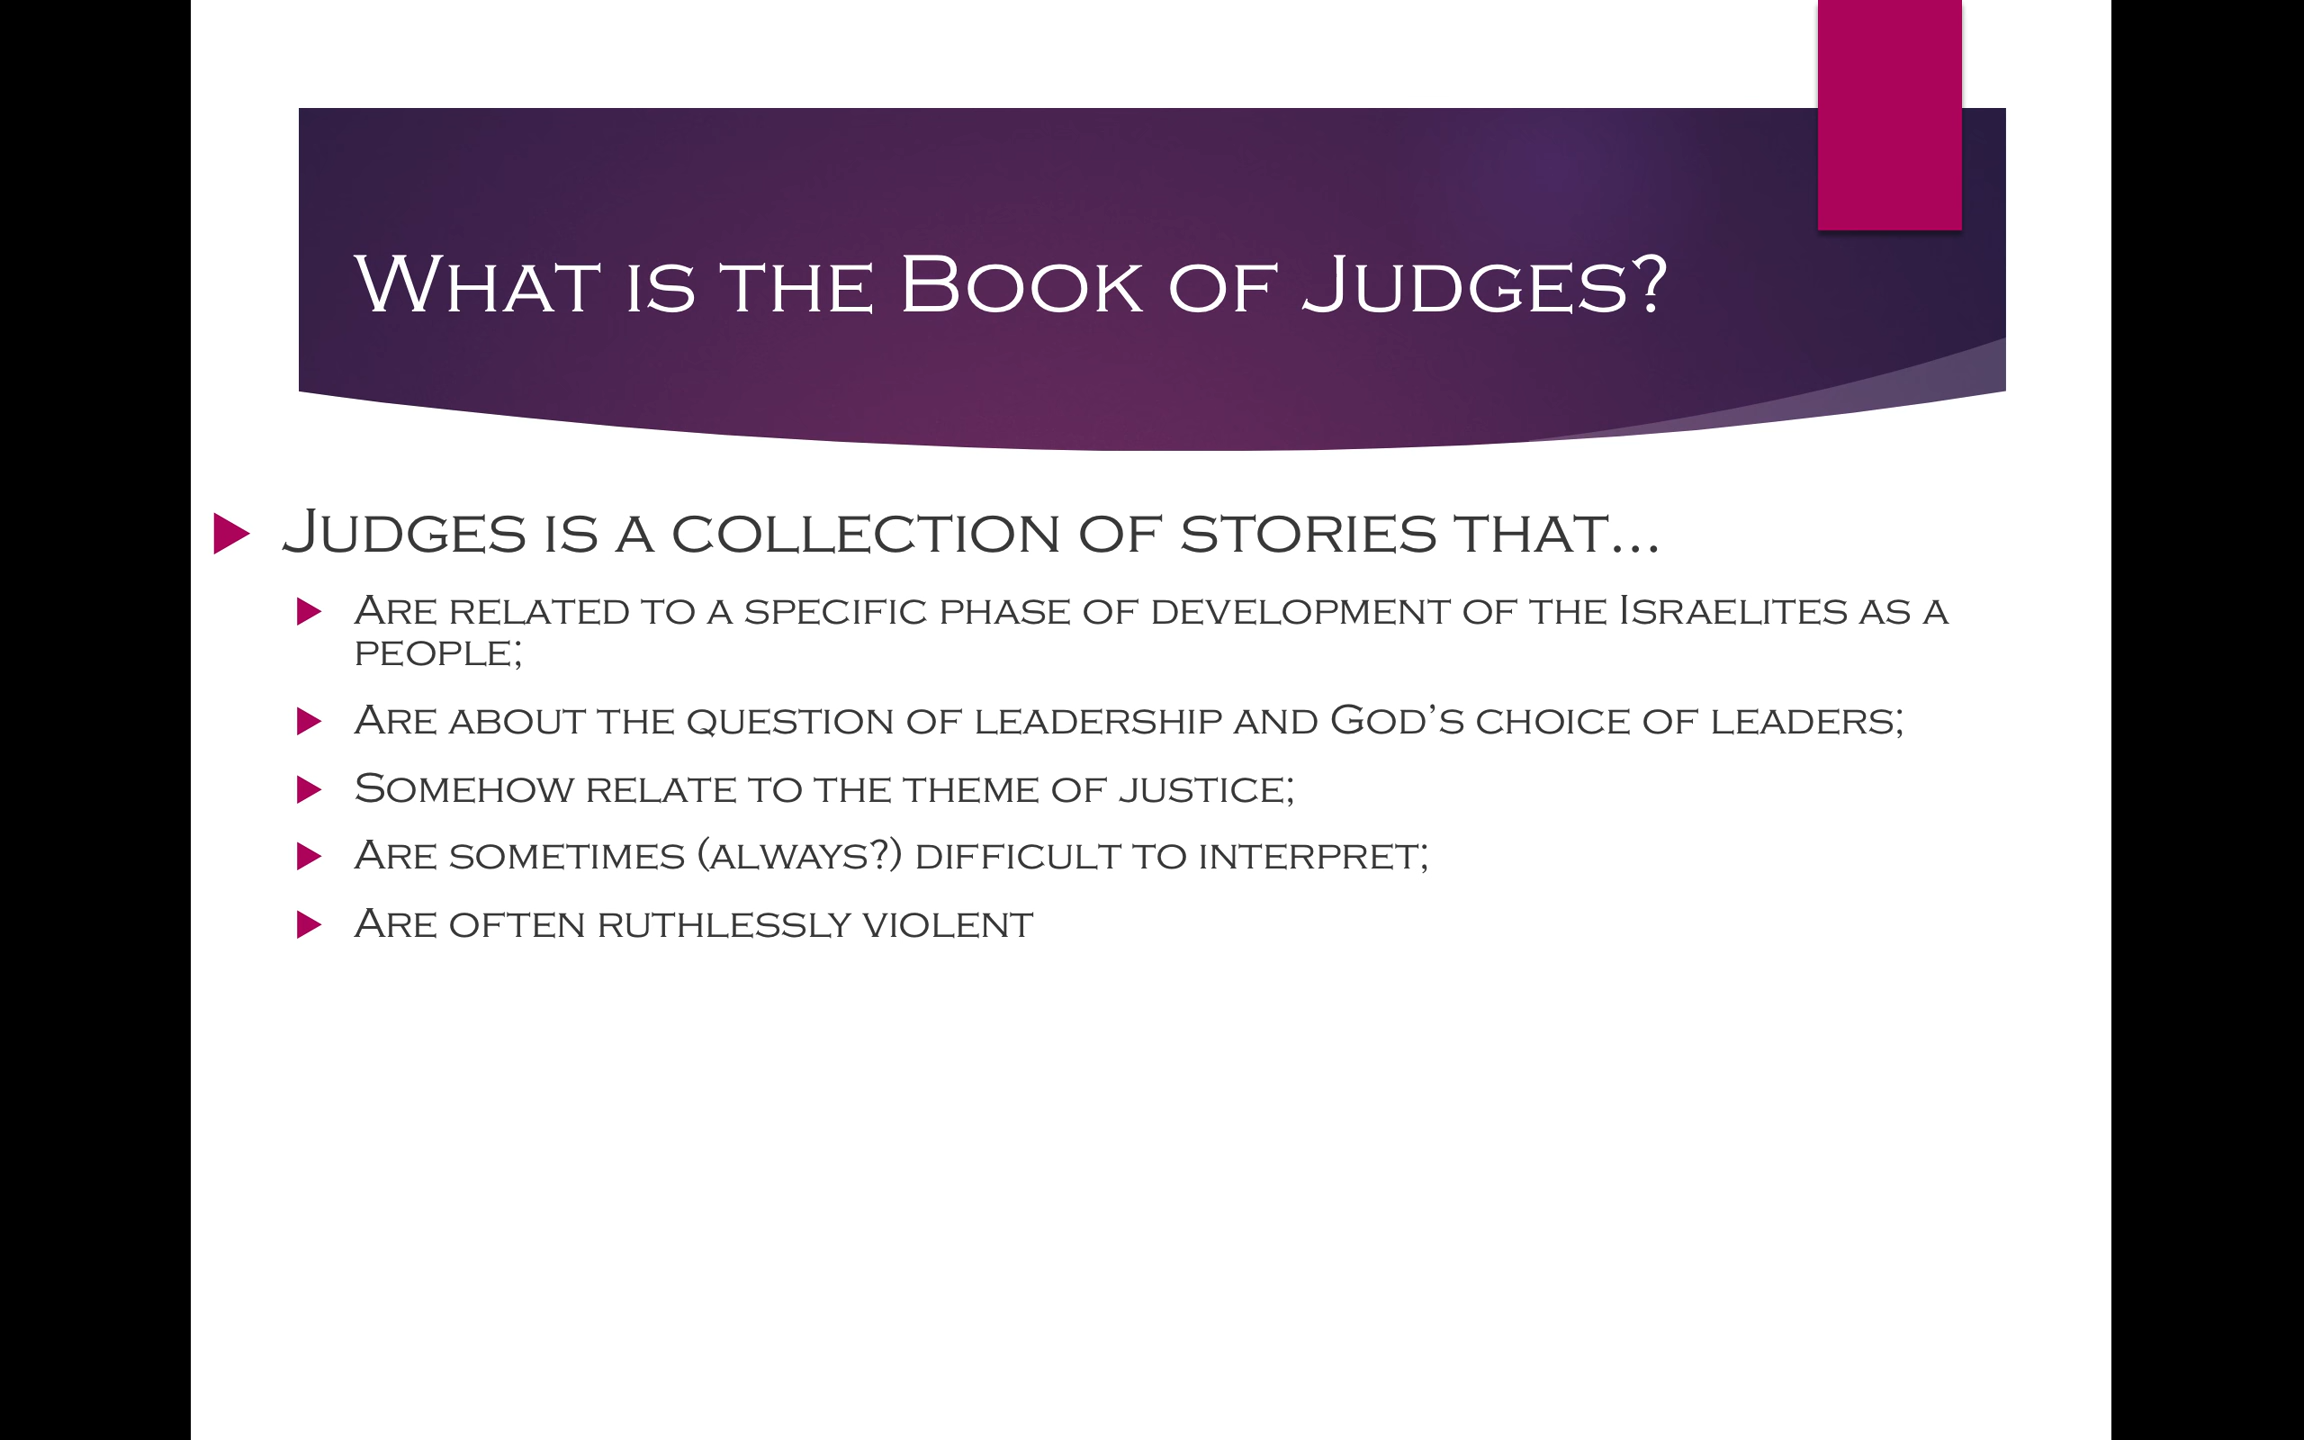 What is the Book of Judges?
Judges is a collection of stories that…
Are related to a specific phase of development of the Israelites as a
people;
Are about the question of leadership and God’s choice of leaders;
Somehow relate to the theme of justice;
Are sometimes (always?) difficult to interpret;
Are often ruthlessly violent